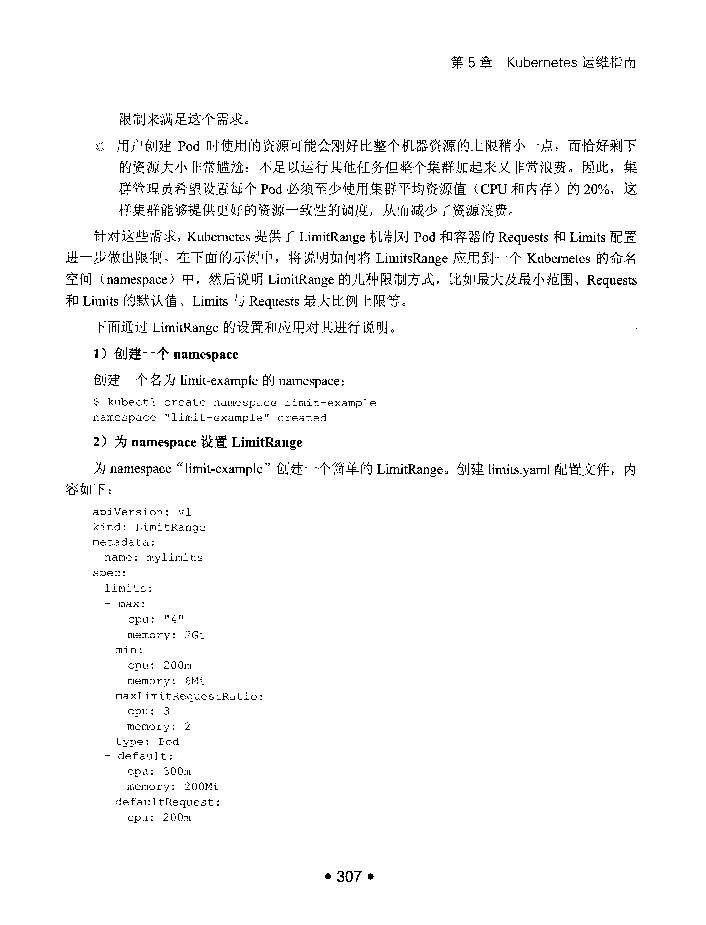 第 5 章　Kubernetes 运维指南
限制来满足这个需求。
◎ 用户创建 Pod 时使用的资源可能会刚好比整个机器资源的上限稍小一点，而恰好剩下
的资源大小非常尴尬：不足以运行其他任务但整个集群加起来又非常浪费。因此，集
群管理员希望设置每个 Pod 必须至少使用集群平均资源值（CPU 和内存）的 20%，这
样集群能够提供更好的资源一致性的调度，从而减少了资源浪费。
针对这些需求，Kubernetes 提供了 LimitRange 机制对 Pod 和容器的 Requests 和 Limits 配置
进一步做出限制。在下面的示例中，将说明如何将 LimitsRange 应用到一个 Kubernetes 的命名
空间（namespace）中，然后说明 LimitRange 的几种限制方式，比如最大及最小范围、Requests
和 Limits 的默认值、Limits 与 Requests 最大比例上限等。
下面通过 LimitRange 的设置和应用对其进行说明。
1）创建一个 namespace
创建一个名为 limit-example 的 namespace：
$ kubectl create namespace limit-example
namespace "limit-example" created
2）为 namespace 设置 LimitRange
为 namespace“limit-example”创建一个简单的 LimitRange。创建 limits.yaml 配置文件，内
容如下：
apiVersion: v1
kind: LimitRange
metadata:
  name: mylimits
spec:
  limits:
  - max:
      cpu: "4"
      memory: 2Gi
    min:
      cpu: 200m
      memory: 6Mi
    maxLimitRequestRatio:
      cpu: 3
      memory: 2
    type: Pod
  - default:
      cpu: 300m
      memory: 200Mi
    defaultRequest:
      cpu: 200m
• 307 •